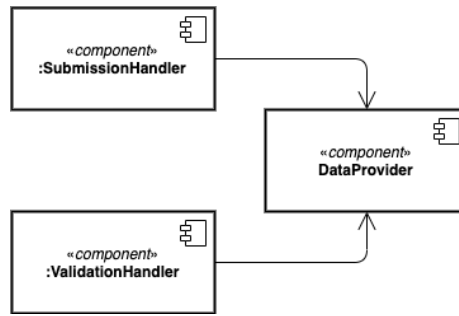 «component»
:SubmissionHandler
«component»
DataProvider
«component»
:ValidationHandler